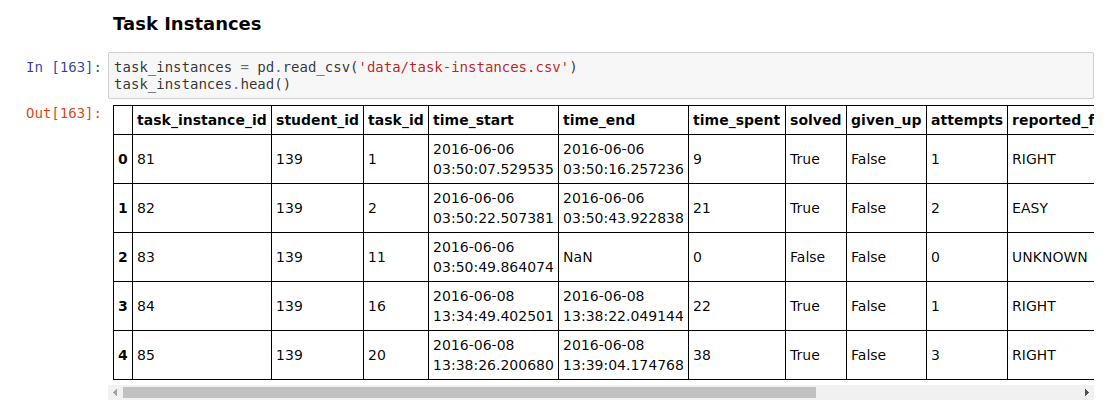 Task Instances
In [163]: task_instances = pd.read_csv('data/task-instances.csv')
task_instances.head()
Out[163]:
task_instance_id student_id task_id time_start time_end time_spent solved given_up attempts reported_f
0 81 139 1 2016-06-06 03:50:07.529535 2016-06-06 03:50:16.257236 9 True False 1 RIGHT
1 82 139 2 2016-06-06 03:50:22.507381 2016-06-06 03:50:43.922838 21 True False 2 EASY
2 83 139 11 2016-06-06 03:50:49.864074 NaN 0 False False 0 UNKNOWN
3 84 139 16 2016-06-08 13:34:49.402501 2016-06-08 13:38:22.049144 22 True False 1 RIGHT
4 85 139 20 2016-06-08 13:38:26.200680 2016-06-08 13:39:04.174768 38 True False 3 RIGHT